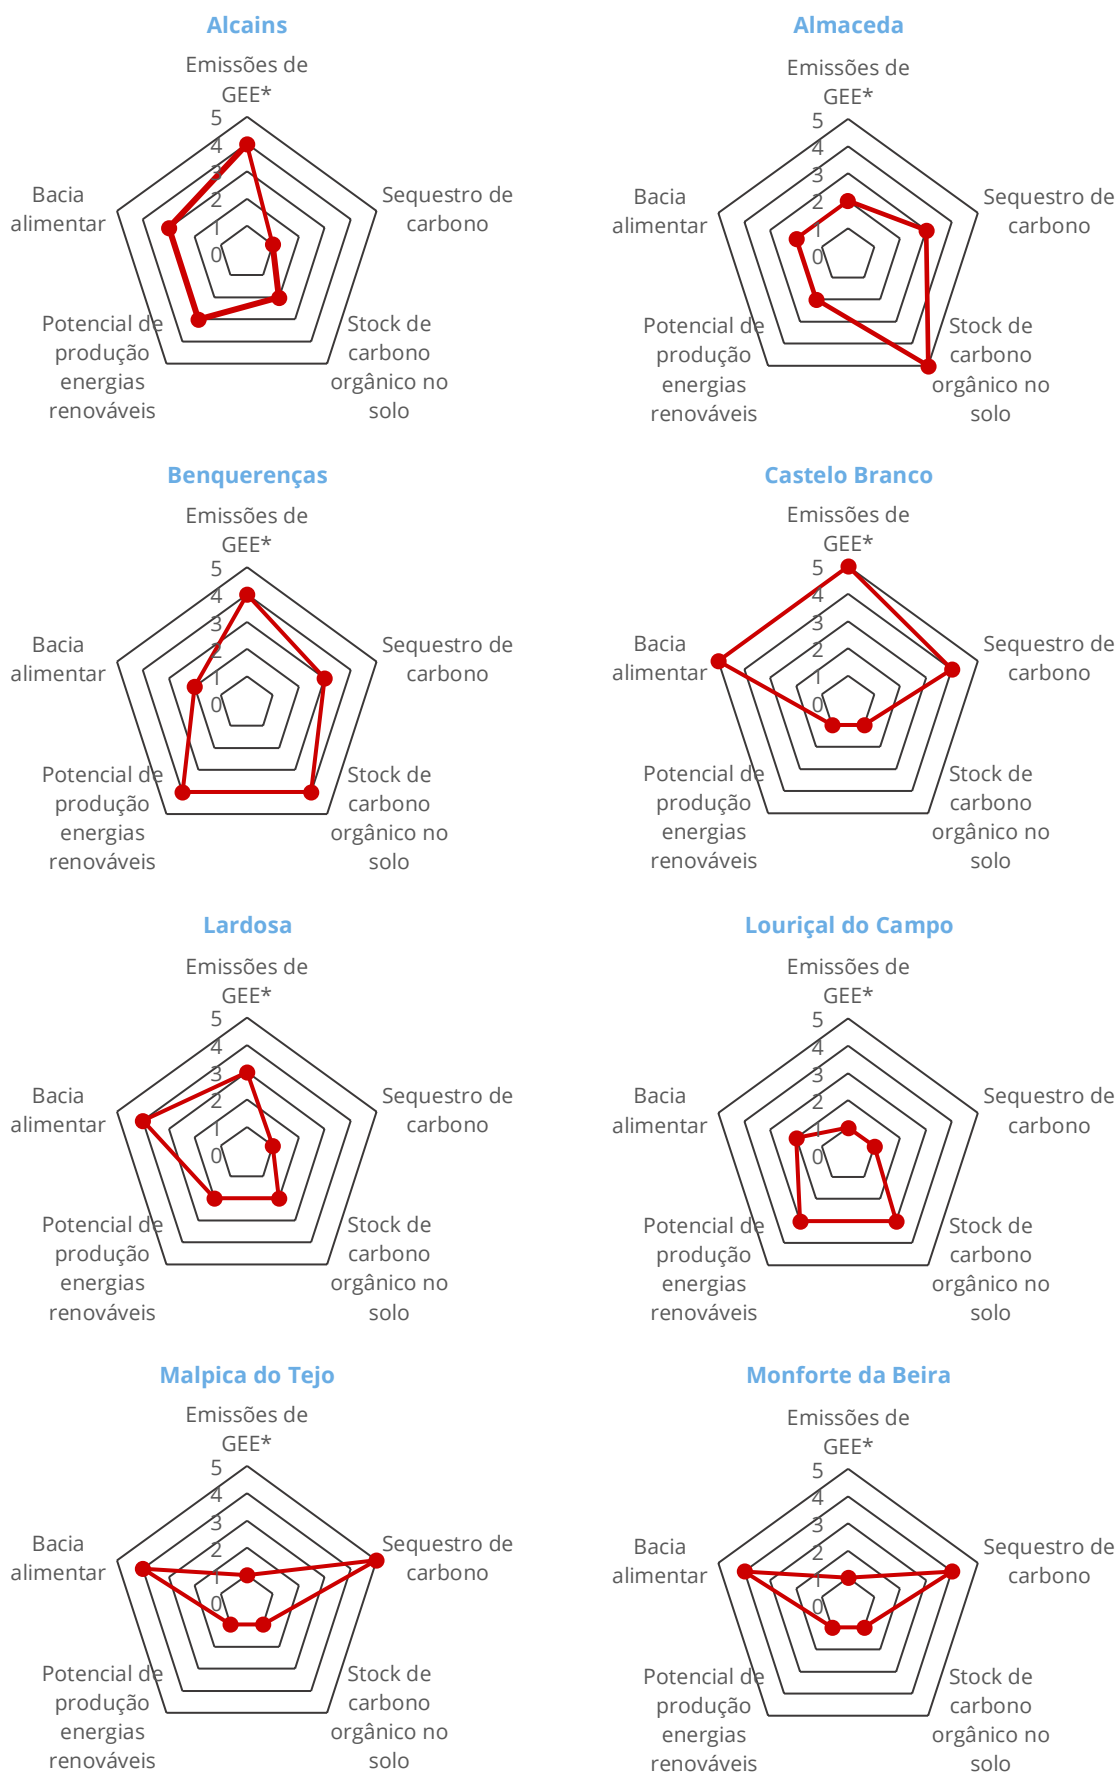 Alcains
Emissões de
GEE*
5
4
3
2
1
0
Sequestro de
carbono
Stock de
carbono
orgânico no
solo
Potencial de
produção
energias
renováveis
Bacia
alimentar
Almaceda
Emissões de
GEE*
5
4
3
2
1
0
Sequestro de
carbono
Stock de
carbono
orgânico no
solo
Potencial de
produção
energias
renováveis
Bacia
alimentar
Benquerenças
Emissões de
GEE*
5
4
3
2
1
0
Sequestro de
carbono
Stock de
carbono
orgânico no
solo
Potencial de
produção
energias
renováveis
Bacia
alimentar
Castelo Branco
Emissões de
GEE*
5
4
3
2
1
0
Sequestro de
carbono
Stock de
carbono
orgânico no
solo
Potencial de
produção
energias
renováveis
Bacia
alimentar
Lardosa
Emissões de
GEE*
5
4
3
2
1
0
Sequestro de
carbono
Stock de
carbono
orgânico no
solo
Potencial de
produção
energias
renováveis
Bacia
alimentar
Louriçal do Campo
Emissões de
GEE*
5
4
3
2
1
0
Sequestro de
carbono
Stock de
carbono
orgânico no
solo
Potencial de
produção
energias
renováveis
Bacia
alimentar
Malpica do Tejo
Emissões de
GEE*
5
4
3
2
1
0
Sequestro de
carbono
Stock de
carbono
orgânico no
solo
Potencial de
produção
energias
renováveis
Bacia
alimentar
Monforte da Beira
Emissões de
GEE*
5
4
3
2
1
0
Sequestro de
carbono
Stock de
carbono
orgânico no
solo
Potencial de
produção
energias
renováveis
Bacia
alimentar